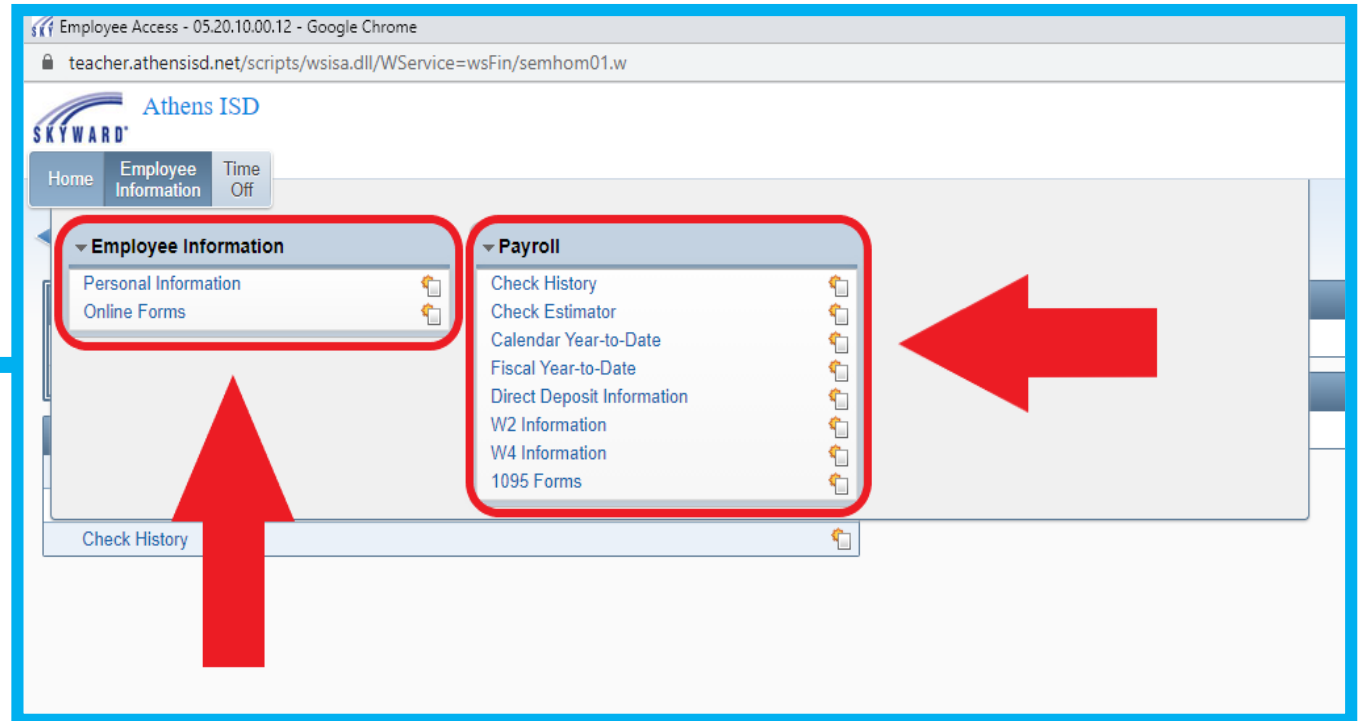 Employee Access - 05.20.10.00.12 - Google Chrome
teacher.athensisd.net/scripts/wsisa.dll/WService=wsFin/semhom01.w
Athens ISD
SKYWARD
Home
Employee Information
Time Off
Employee Information
Personal Information
Online Forms
Payroll
Check History
Check Estimator
Calendar Year-to-Date
Fiscal Year-to-Date
Direct Deposit Information
W2 Information
W4 Information
1095 Forms
Check History